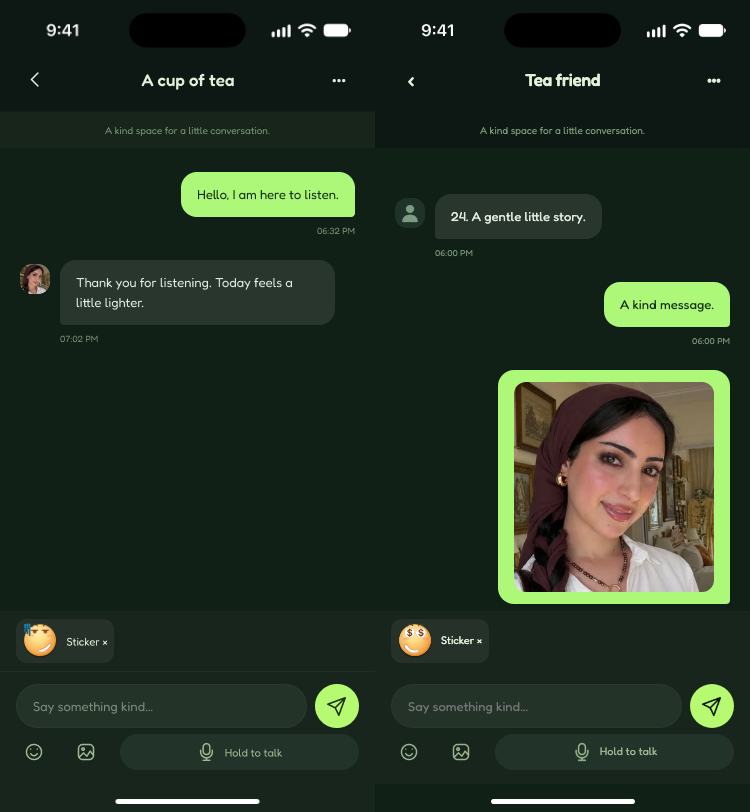 9:41
A cup of tea
A kind space for a little conversation.
Hello, I am here to listen.
06:32 PM
Thank you for listening. Today feels a
little lighter.
07:02 PM
Sticker ×
Say something kind...
Hold to talk
9:41
Tea friend
A kind space for a little conversation.
24. A gentle little story.
06:00 PM
A kind message.
06:00 PM
Sticker ×
Say something kind...
Hold to talk